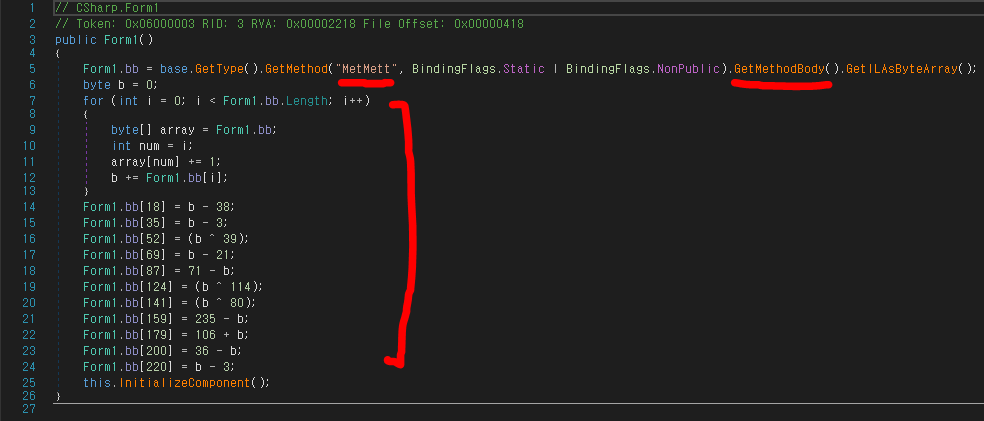 1 // CSharp.Form1
2 // Token: 0x06000003 RID: 3 RVA: 0x00002218 File Offset: 0x00000418
3 public Form1()
4 {
5 Form1.bb = base.GetType().GetMethod("MetMett", BindingFlags.Static | BindingFlags.NonPublic).GetMethodBody().GetILAsByteArray();
6 byte b = 0;
7 for (int i = 0; i < Form1.bb.Length; i++)
8 {
9 byte[] array = Form1.bb;
10 int num = i;
11 array[num] += 1;
12 b += Form1.bb[i];
13 }
14 Form1.bb[18] = b - 38;
15 Form1.bb[35] = b - 3;
16 Form1.bb[52] = (b ^ 39);
17 Form1.bb[69] = b - 21;
18 Form1.bb[87] = 71 - b;
19 Form1.bb[124] = (b ^ 114);
20 Form1.bb[141] = (b ^ 80);
21 Form1.bb[159] = 235 - b;
22 Form1.bb[179] = 106 + b;
23 Form1.bb[200] = 36 - b;
24 Form1.bb[220] = b - 3;
25 this.InitializeComponent();
26 }
27